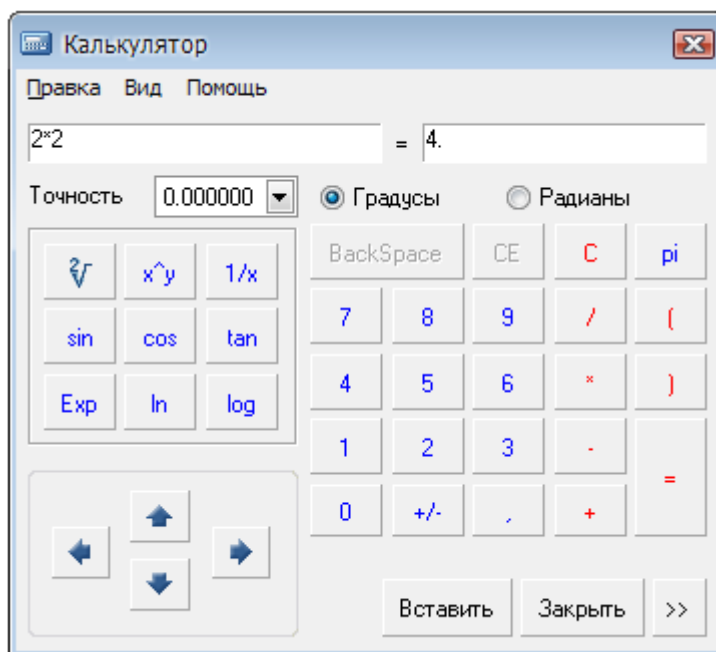 Калькулятор
Правка Вид Помощь
2*2 = 4.
Точность 0.000000 Градусы Радианы
BackSpace CE C pi
2√ x^y 1/x
7 8 9 / (
sin cos tan
4 5 6 * )
Exp ln log
1 2 3 - =
0 +/- , +
Вставить Закрыть >>